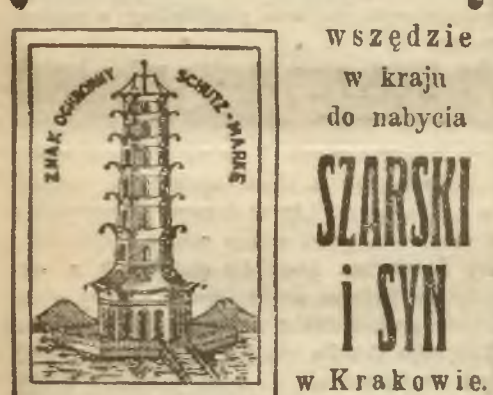 ZNAK OCHRONNY SCHUTZ-MARKE
wszędzie
w kraju
do nabycia
SZARSKI
i SYN
w Krakowie.